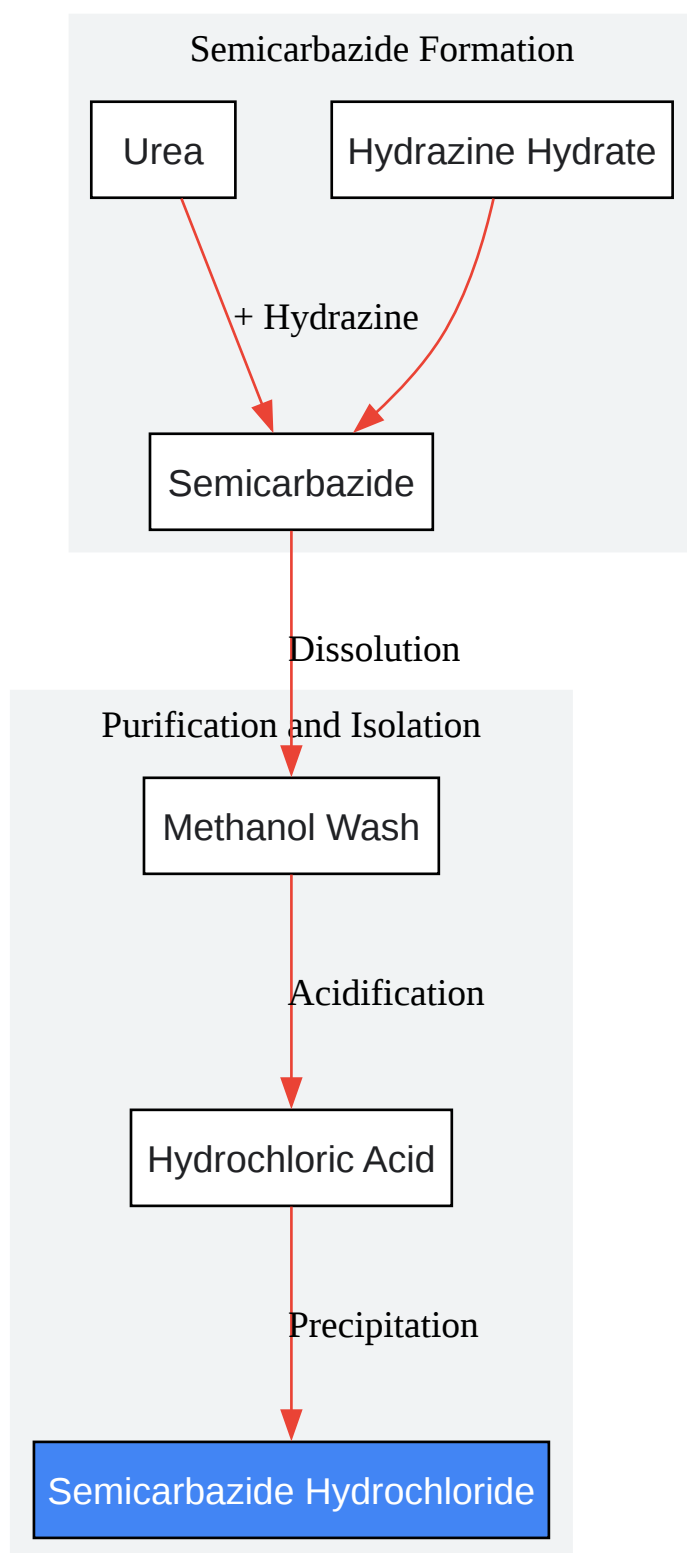 Semicarbazide Formation
Urea
Hydrazine Hydrate
+ Hydrazine
Semicarbazide
Dissolution
Purification and Isolation
Methanol Wash
Acidification
Hydrochloric Acid
Precipitation
Semicarbazide Hydrochloride